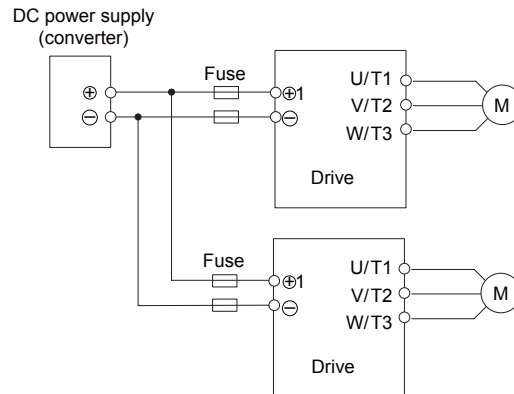 DC power supply
(converter)
⊕
⊖
Fuse
⊕1
⊖
U/T1
V/T2
W/T3
M
Drive
Fuse
⊕1
⊖
U/T1
V/T2
W/T3
M
Drive